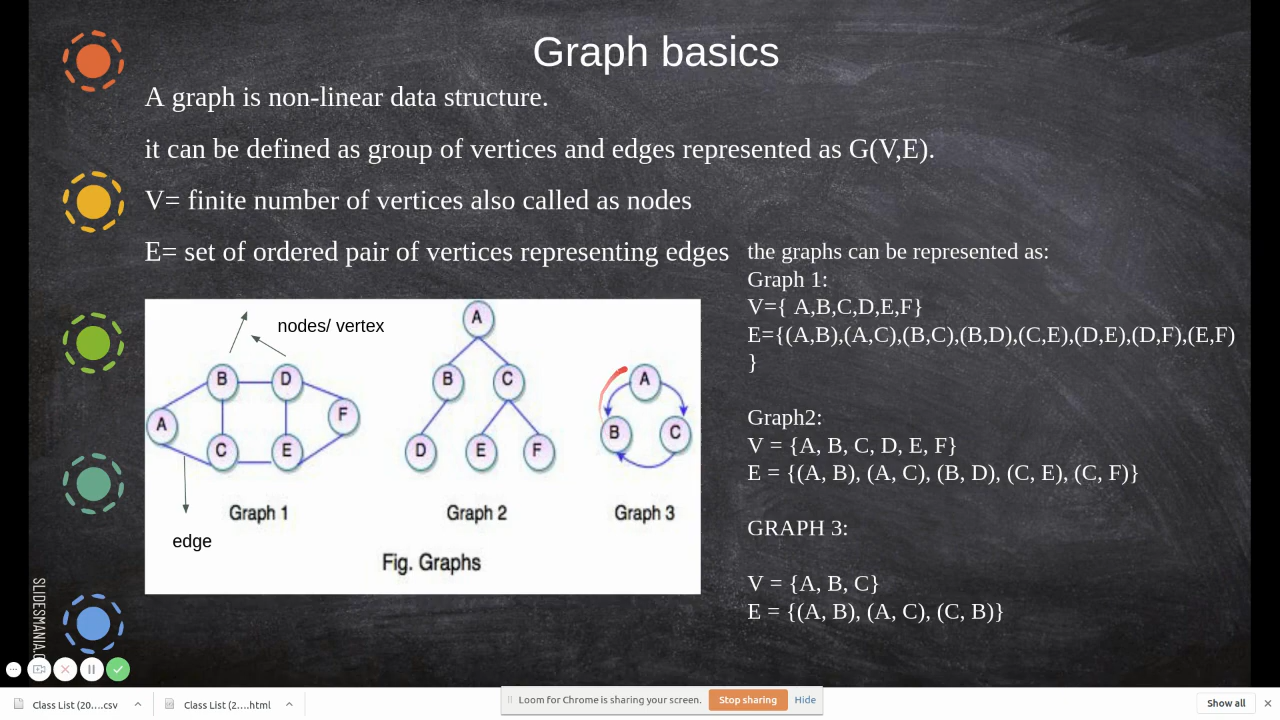 Graph basics
A graph is non-linear data structure.
it can be defined as group of vertices and edges represented as G(V,E).
V= finite number of vertices also called as nodes
E= set of ordered pair of vertices representing edges
the graphs can be represented as:
Graph 1:
V={ A,B,C,D,E,F}
E={(A,B),(A,C),(B,C),(B,D),(C,E),(D,E),(D,F),(E,F)
}
Graph2:
V = {A, B, C, D, E, F}
E = {(A, B), (A, C), (B, D), (C, E), (C, F)}
GRAPH 3:
V = {A, B, C}
E = {(A, B), (A, C), (C, B)}
nodes/ vertex
B D
A F
C E
edge
Graph 1
A
B C
D E F
Graph 2
A
B C
Graph 3
Fig. Graphs
SLIDESMANIA.C
Loom for Chrome is sharing your screen. Stop sharing Hide
Class List (20....csv Class List (2....html Show all